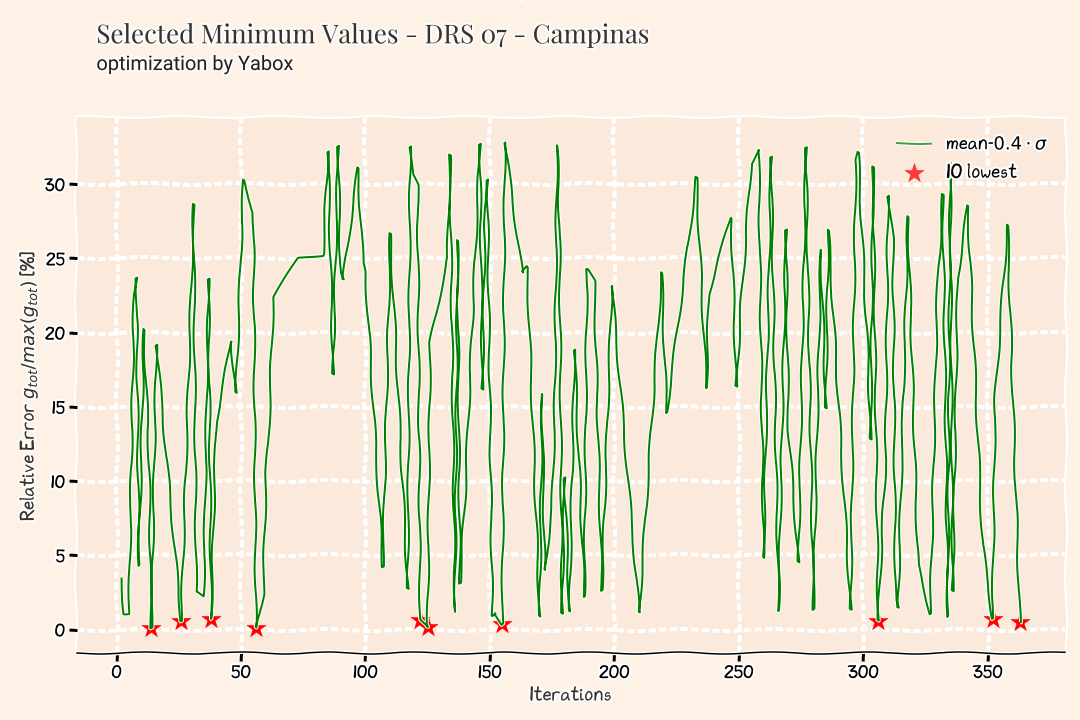 Selected Minimum Values - DRS 07 - Campinas
optimization by Yabox
mean-0.4 · σ
10 lowest
Relative Error g_tot/max(g_tot) [%]
30
25
20
15
10
5
0
0 50 100 150 200 250 300 350
Iterations